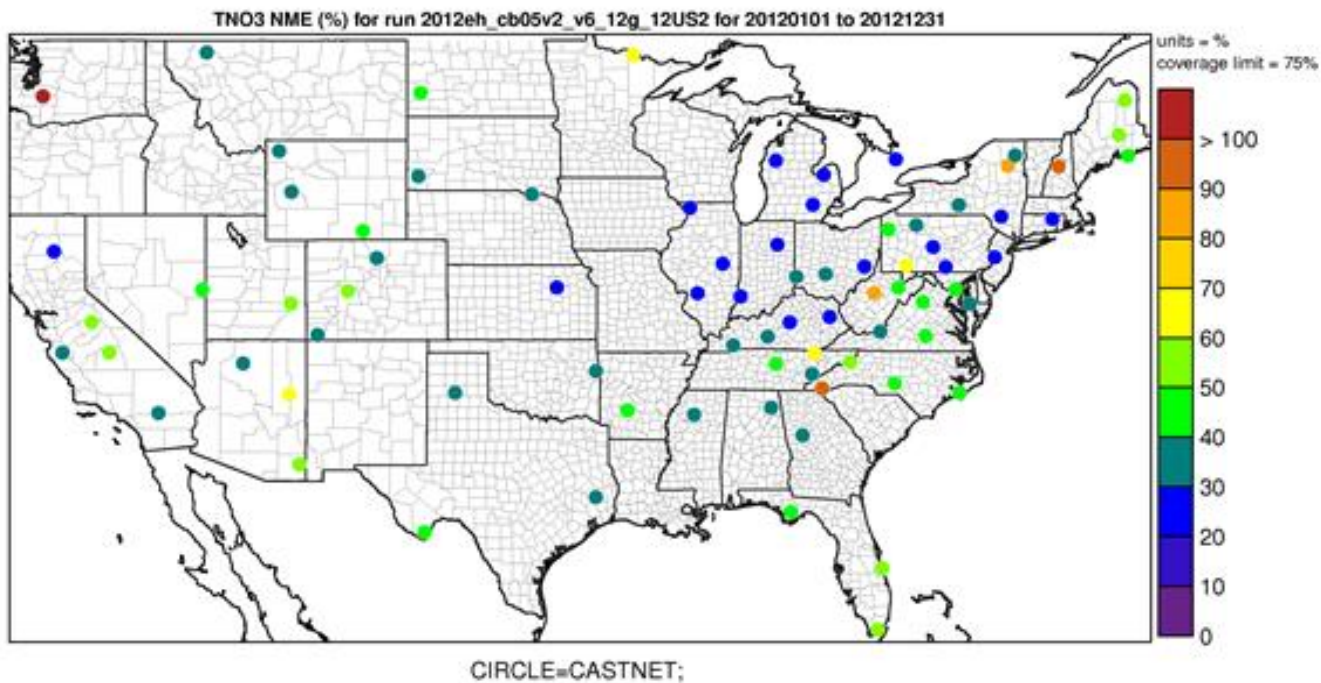 TNO3 NME (%) for run 2012eh_cb05v2_v6_12g_12US2 for 20120101 to 20121231
units = %
coverage limit = 75%
> 100
90
80
70
60
50
40
30
20
10
0
CIRCLE=CASTNET;